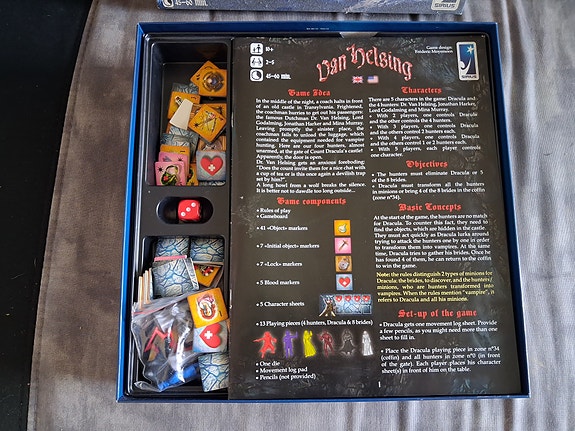 45-60 min.
SIRIUS
10+
2-5
45-60 min.
Van Helsing
Game design:
Frédéric Moyersoen
SIRIUS
Game Idea
In the middle of the night, a coach halts in front
of an old castle in Transylvania. Frightened,
the coachman hurries to get out his passengers:
the famous Dutchman Dr. Van Helsing, Lord
Godalming, Jonathan Harker and Mina Murray.
Leaving promptly the sinister place, the
coachman fails to unload the luggage, which
contained the equipment needed for vampire
hunting. Here are our four hunters, almost
unarmed, at the gate of Count Dracula's castle!
Apparently, the door is open.
Dr. Van Helsing gets an anxious foreboding:
"Does the count invite them for a nice chat with
a cup of tea or is this once again a devilish trap
set by him?".
A long howl from a wolf breaks the silence.
It is better not to dawdle too long outside...
Game components
• Rules of play
• Gameboard
• 41 «Object» markers
• 7 «Initial object» markers
• 7 «Lock» markers
• 5 Blood markers
• 5 Character sheets
• 13 Playing pieces (4 hunters, Dracula & 8 brides)
• One die
• Movement log pad
• Pencils (not provided)
Characters
There are 5 characters in the game: Dracula and
the 4 hunters: Dr. Van Helsing, Jonathan Harker,
Lord Godalming and Mina Murray.
• With 2 players, one controls Dracula
and the other controls the 4 hunters.
• With 3 players, one controls Dracula
and the others control 2 hunters each.
• With 4 players, one controls Dracula
and the others control 1 or 2 hunters each.
• With 5 players, each player controls
one character.
Objectives
• The hunters must eliminate Dracula or 5
of the 8 brides.
• Dracula must transform all the hunters
in minions or bring 4 of the 8 brides in the coffin
(zone n°34).
Basic Concepts
At the start of the game, the hunters are no match
for Dracula. To counter this fact, they need to
find the objects, which are hidden in the castle.
They must act quickly as Dracula lurks around
trying to attack the hunters one by one in order
to transform them into vampires. At the same
time, Dracula tries to gather his brides. Once he
has found 4 of them, he can return to the coffin
to win the game.
Note: the rules distinguish 2 types of minions for
Dracula: the brides, to discover, and the hunters'
minions, who are hunters transformed into
vampires. When the rules mention "vampire", it
refers to Dracula and all his minions.
Set-up of the game
• Dracula gets one movement log sheet. Provide
a few pencils, as you might need more than one
sheet to fill in.
• Place the Dracula playing piece in zone n°34
(coffin) and all hunters in zone n°0 (in front
of the gate). Each player places his character
sheet(s) in front of him on the table.
1